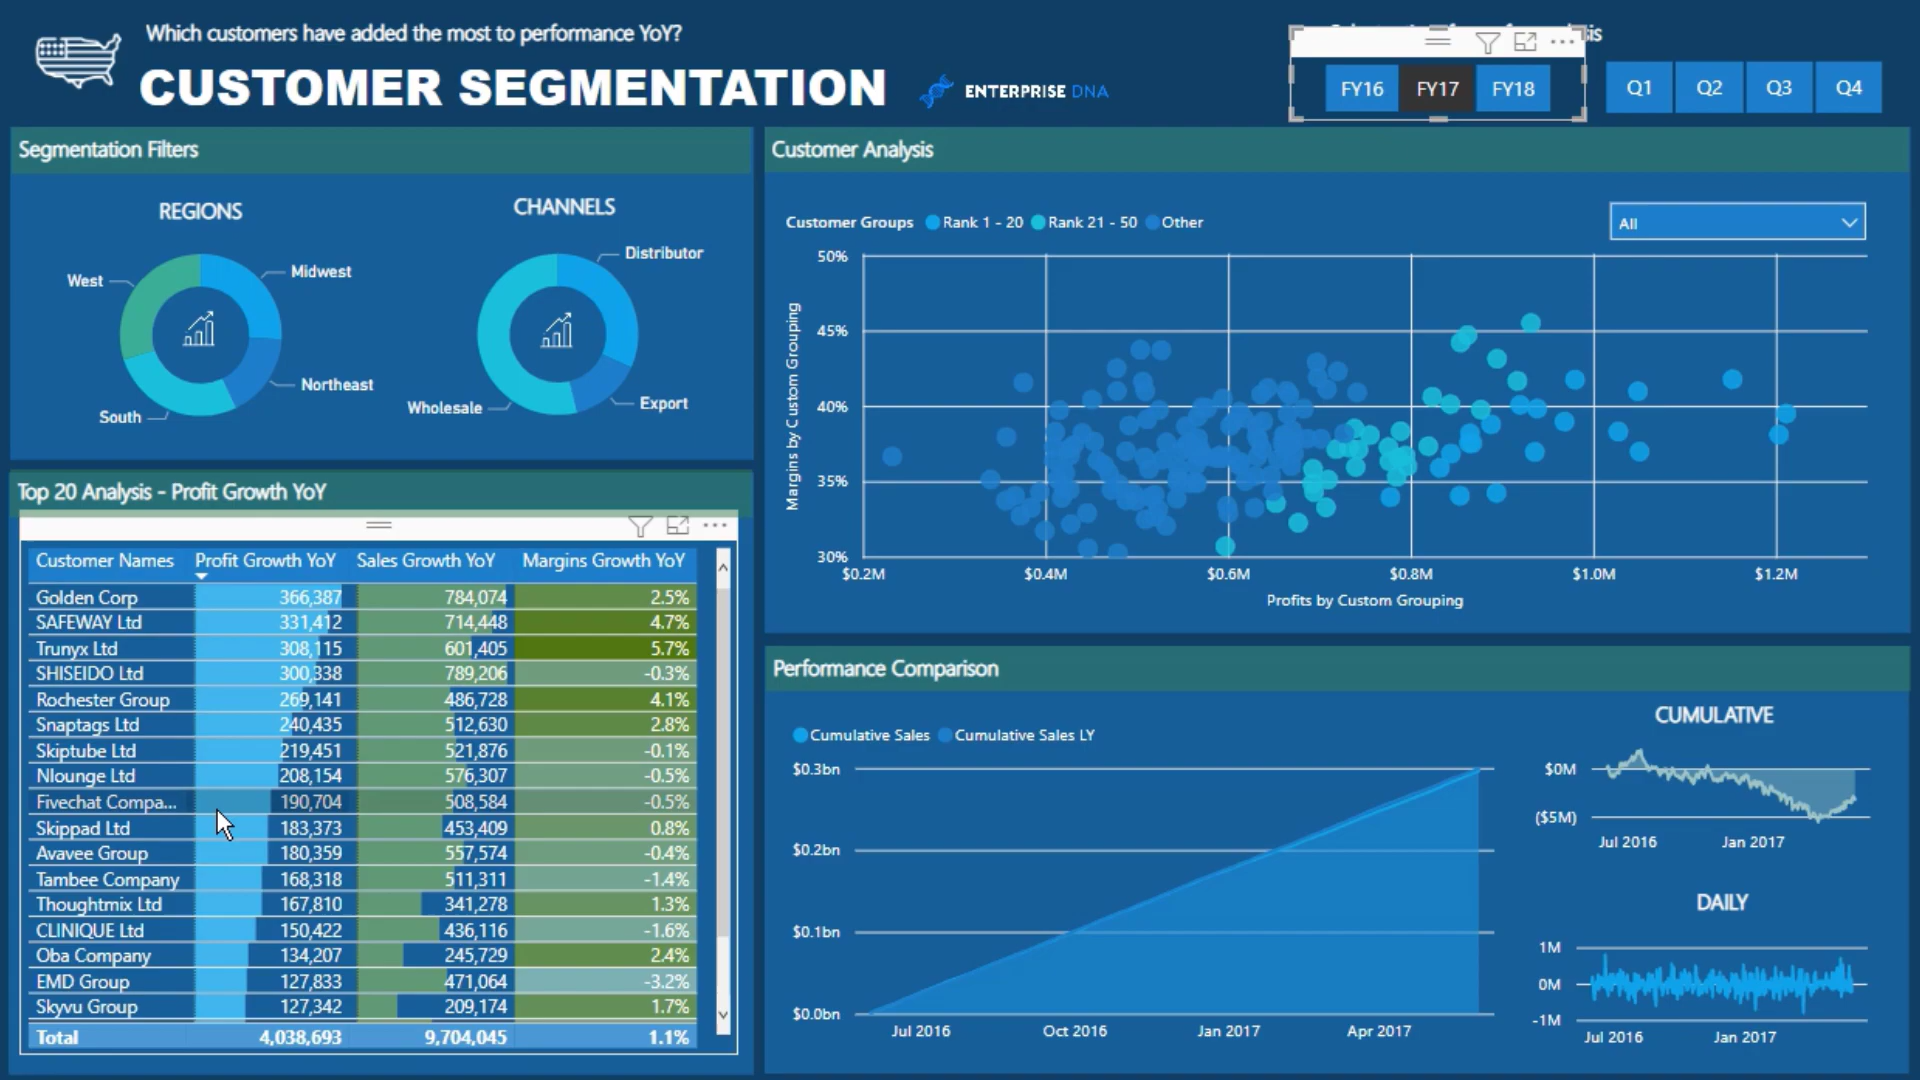 Which customers have added the most to performance YoY?
CUSTOMER SEGMENTATION
ENTERPRISE DNA
FY16 FY17 FY18
Q1 Q2 Q3 Q4
Segmentation Filters
REGIONS
West
Midwest
Northeast
South
CHANNELS
Distributor
Wholesale
Export
Customer Analysis
Customer Groups Rank 1 - 20 Rank 21 - 50 Other
All
Margins by Custom Grouping
50%
45%
40%
35%
30%
$0.2M $0.4M $0.6M $0.8M $1.0M $1.2M
Profits by Custom Grouping
Top 20 Analysis - Profit Growth YoY
Customer Names Profit Growth YoY Sales Growth YoY Margins Growth YoY
Golden Corp 366,387 784,074 2.5%
SAFEWAY Ltd 331,412 714,448 4.7%
Trunyx Ltd 308,115 601,405 5.7%
SHISEIDO Ltd 300,338 789,206 -0.3%
Rochester Group 269,141 486,728 4.1%
Snaptags Ltd 240,435 512,630 2.8%
Skiptube Ltd 219,451 521,876 -0.1%
Nlounge Ltd 208,154 576,307 -0.5%
Fivechat Compa... 190,704 508,584 -0.5%
Skippad Ltd 183,373 453,409 0.8%
Avavee Group 180,359 557,574 -0.4%
Tambee Company 168,318 511,311 -1.4%
Thoughtmix Ltd 167,810 341,278 1.3%
CLINIQUE Ltd 150,422 436,116 -1.6%
Oba Company 134,207 245,729 2.4%
EMD Group 127,833 471,064 -3.2%
Skyvu Group 127,342 209,174 1.7%
Total 4,038,693 9,704,045 1.1%
Performance Comparison
Cumulative Sales Cumulative Sales LY
$0.3bn
$0.2bn
$0.1bn
$0.0bn
Jul 2016 Oct 2016 Jan 2017 Apr 2017
CUMULATIVE
$0M
($5M)
Jul 2016 Jan 2017
DAILY
1M
0M
-1M
Jul 2016 Jan 2017